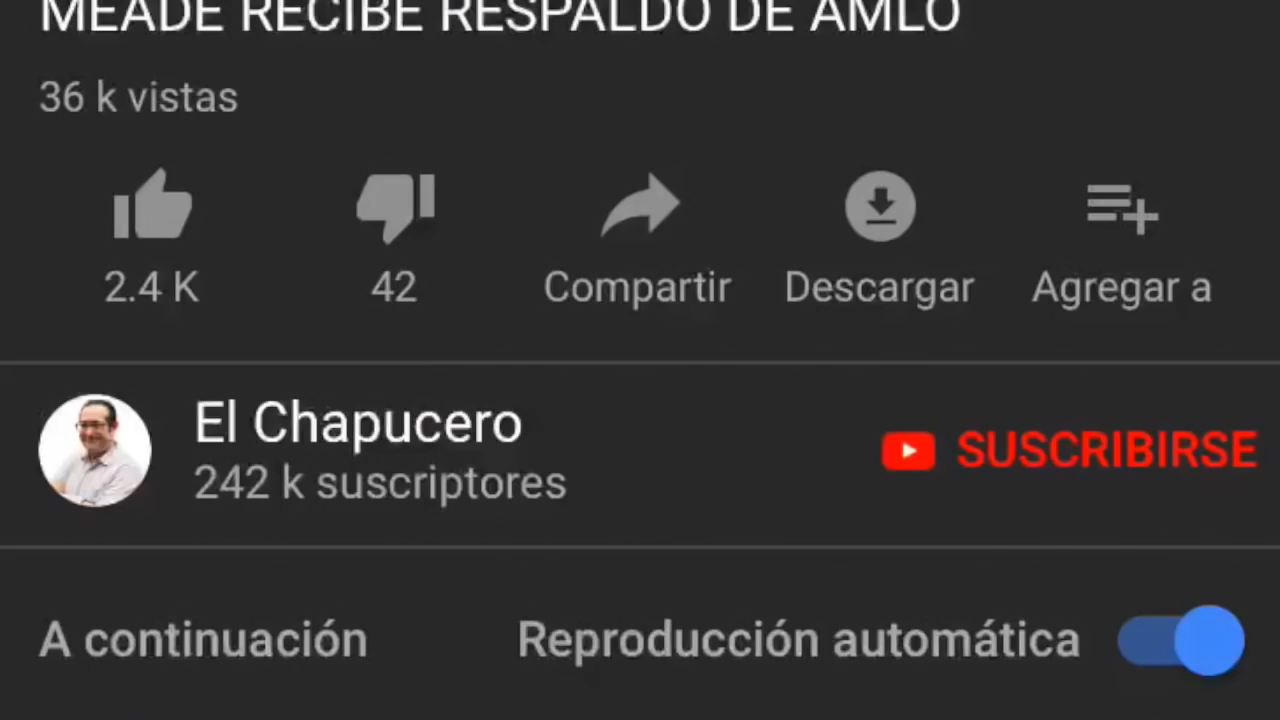 MEADE RECIBE RESPALDO DE AMLO
36 k vistas
2.4 K 42 Compartir Descargar Agregar a
El Chapucero
242 k suscriptores
SUSCRIBIRSE
A continuación Reproducción automática